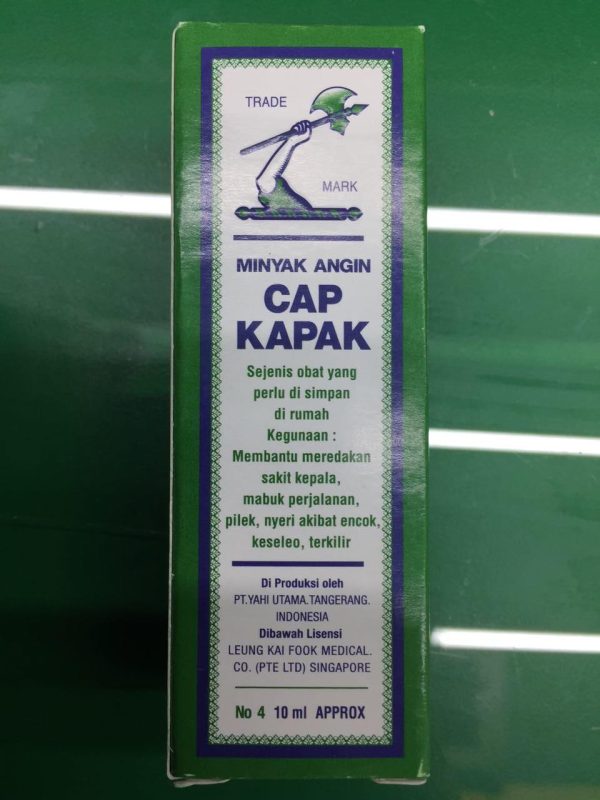 TRADE
MARK
MINYAK ANGIN
CAP
KAPAK
Sejenis obat yang
perlu di simpan
di rumah
Kegunaan :
Membantu meredakan
sakit kepala,
mabuk perjalanan,
pilek, nyeri akibat encok,
keseleo, terkilir
Di Produksi oleh
PT.YAHI UTAMA.TANGERANG.
INDONESIA
Dibawah Lisensi
LEUNG KAI FOOK MEDICAL.
CO. (PTE LTD) SINGAPORE
No 4 10 ml APPROX